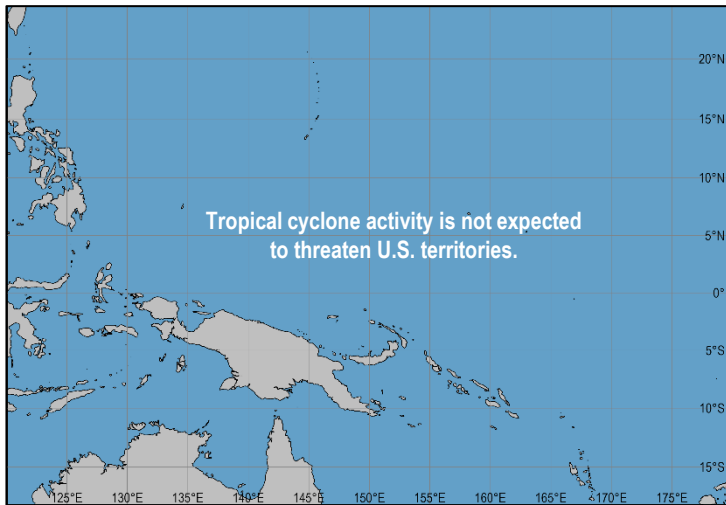 20°N
15°N
10°N
Tropical cyclone activity is not expected
5°N
to threaten U.S. territories.
0°
5°S
10°S
15°S
125°E 130°E 135°E 140°E 145°E 150°E 155°E 160°E 165°E 170°E 175°E